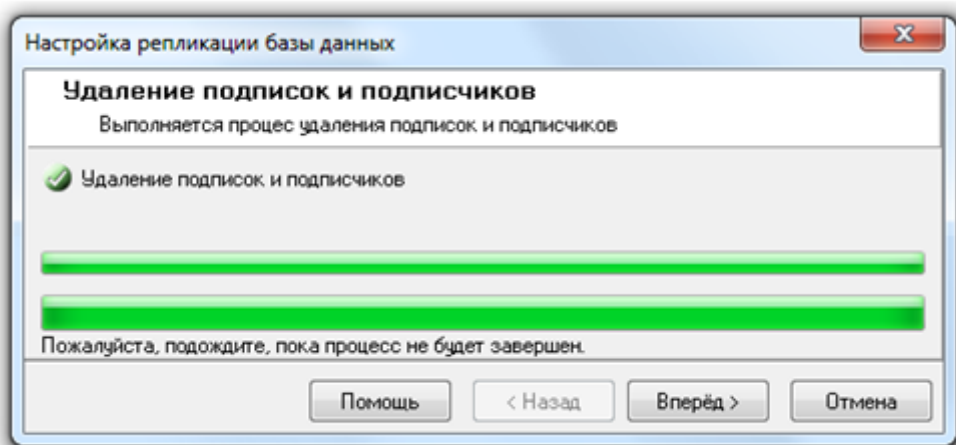 Настройка репликации базы данных
Удаление подписок и подписчиков
Выполняется процес удаления подписок и подписчиков
Удаление подписок и подписчиков
Пожалуйста, подождите, пока процесс не будет завершен.
Помощь < Назад Вперёд > Отмена